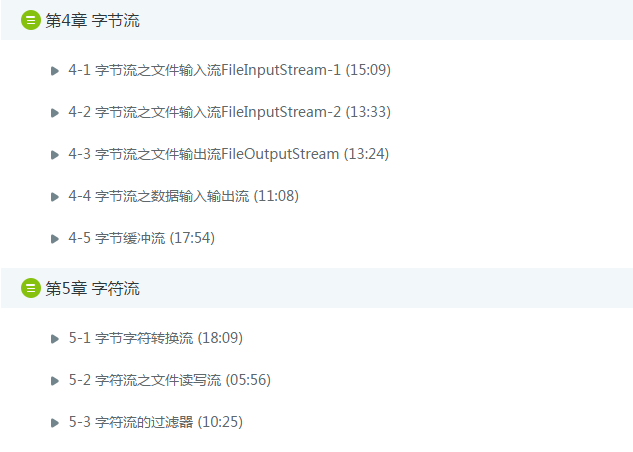 第4章 字节流
4-1 字节流之文件输入流FileInputStream-1 (15:09)
4-2 字节流之文件输入流FileInputStream-2 (13:33)
4-3 字节流之文件输出流FileOutputStream (13:24)
4-4 字节流之数据输入输出流 (11:08)
4-5 字节缓冲流 (17:54)
第5章 字符流
5-1 字节字符转换流 (18:09)
5-2 字符流之文件读写流 (05:56)
5-3 字符流的过滤器 (10:25)